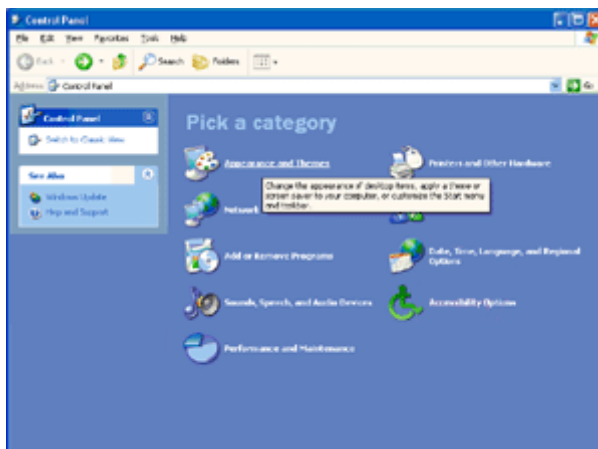 Control Panel
File Edit View Favorites Tools Help
Back Search Folders
Address Control Panel Go
Control Panel
Switch to Classic View
See Also
Windows Update
Help and Support
Pick a category
Appearance and Themes
Printers and Other Hardware
Change the appearance of desktop items, apply a theme or
screen saver to your computer, or customize the Start menu
and taskbar.
Network
Add or Remove Programs
Date, Time, Language, and Regional
Options
Sounds, Speech, and Audio Devices
Accessibility Options
Performance and Maintenance